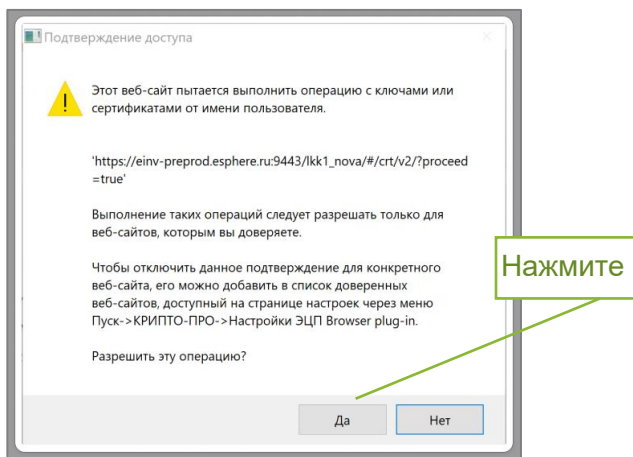 Подтверждение доступа
Этот веб-сайт пытается выполнить операцию с ключами или
сертификатами от имени пользователя.
'https://einv-preprod.esphere.ru:9443/lkk1_nova/#/crt/v2/?proceed
=true'
Выполнение таких операций следует разрешать только для
веб-сайтов, которым вы доверяете.
Чтобы отключить данное подтверждение для конкретного
веб-сайта, его можно добавить в список доверенных
веб-сайтов, доступный на странице настроек через меню
Пуск->КРИПТО-ПРО->Настройки ЭЦП Browser plug-in.
Разрешить эту операцию?
Нажмите
Да
Нет